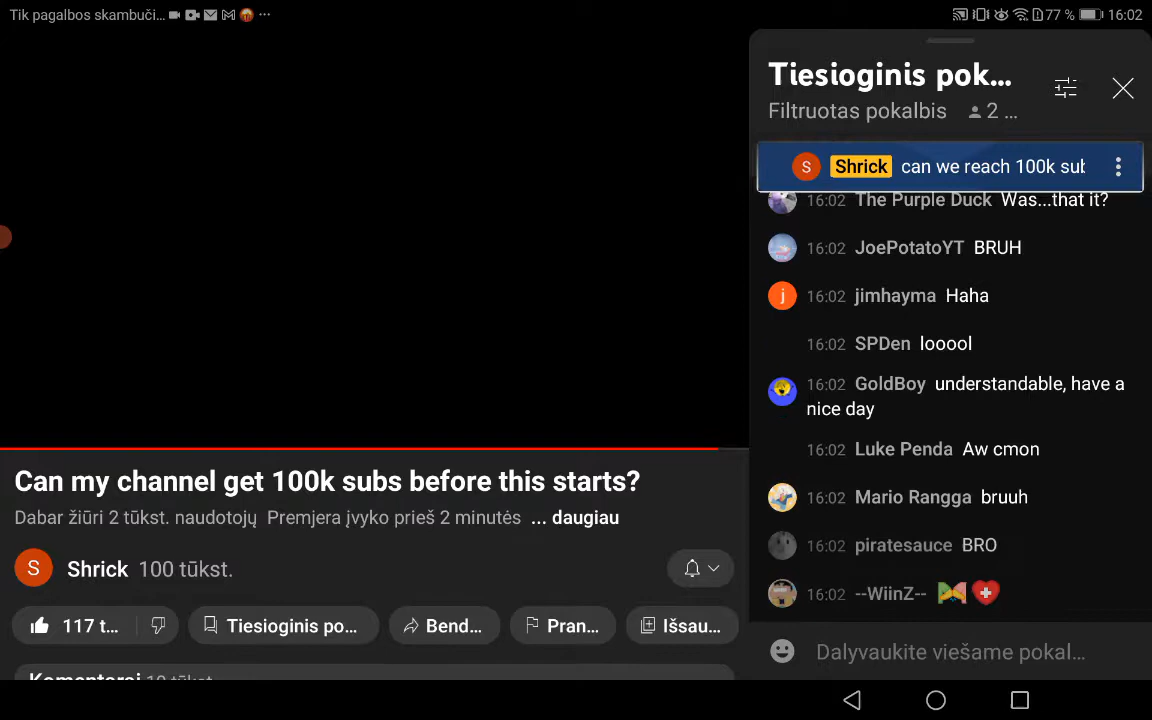 Tik pagalbos skambuči...
77 % 16:02
Tiesioginis pok...
Filtruotas pokalbis 2 ...
S Shrick can we reach 100k sub
16:02 The Purple Duck Was...that it?
16:02 JoePotatoYT BRUH
j 16:02 jimhayma Haha
16:02 SPDen looool
16:02 GoldBoy understandable, have a
nice day
16:02 Luke Penda Aw cmon
16:02 Mario Rangga bruuh
16:02 piratesauce BRO
16:02 --WiinZ--
Dalyvaukite viešame pokal...
Can my channel get 100k subs before this starts?
Dabar žiūri 2 tūkst. naudotojų Premjera įvyko prieš 2 minutės ... daugiau
S Shrick 100 tūkst.
117 t... Tiesioginis po... Bend... Pran... Išsau...
Komentarai 10 tūkst.